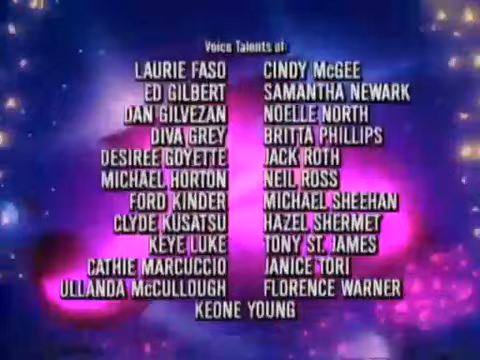 Voice Talents of:
LAURIE FASO CINDY McGEE
ED GILBERT SAMANTHA NEWARK
DAN GILVEZAN NOELLE NORTH
DIVA GREY BRITTA PHILLIPS
DESIREE GOYETTE JACK ROTH
MICHAEL HORTON NEIL ROSS
FORD KINDER MICHAEL SHEEHAN
CLYDE KUSATSU HAZEL SHERMET
KEYE LUKE TONY ST. JAMES
CATHIE MARCUCCIO JANICE TORI
ULLANDA McCULLOUGH FLORENCE WARNER
KEONE YOUNG